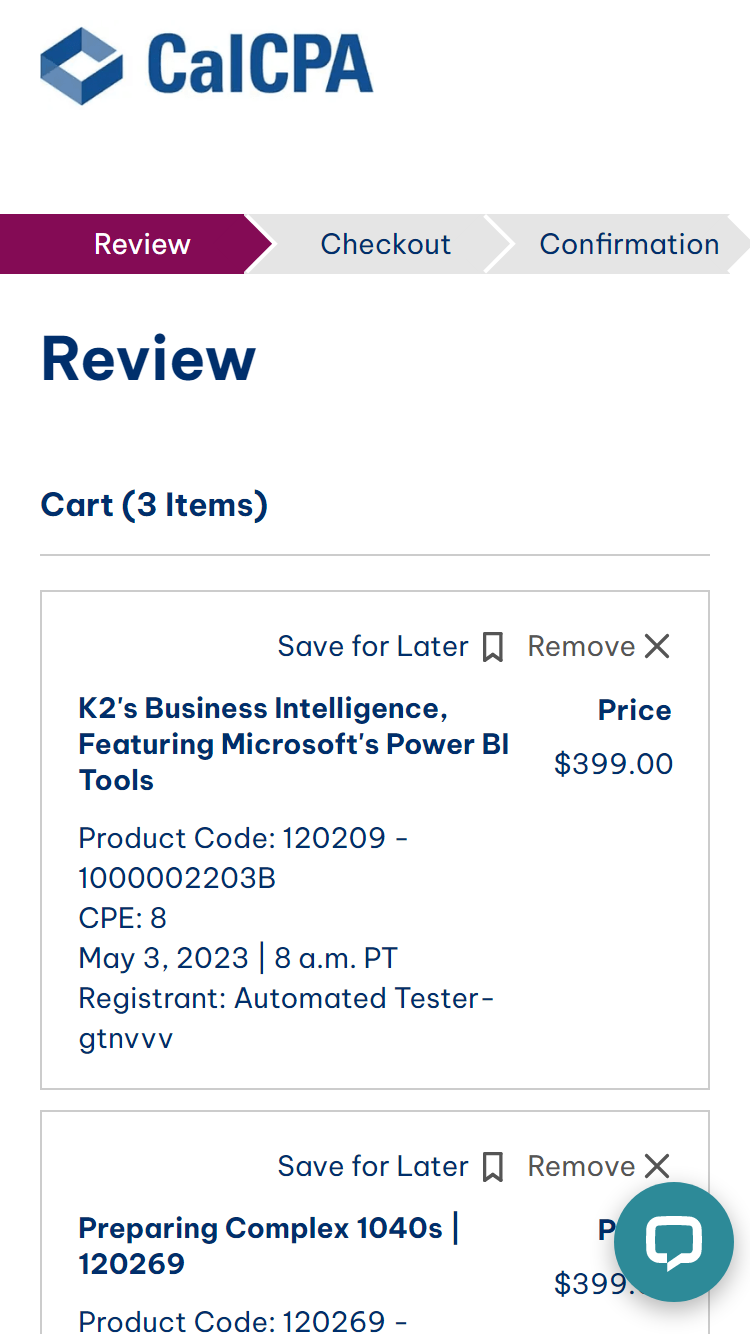 CalCPA
Review
Checkout
Confirmation
Review
Cart (3 Items)
Save for Later Remove
K2's Business Intelligence,
Featuring Microsoft's Power BI
Tools
Price
$399.00
Product Code: 120209 -
1000002203B
CPE: 8
May 3, 2023 | 8 a.m. PT
Registrant: Automated Tester-
gtnvvv
Save for Later Remove
Preparing Complex 1040s |
120269
$399.
Product Code: 120269 -